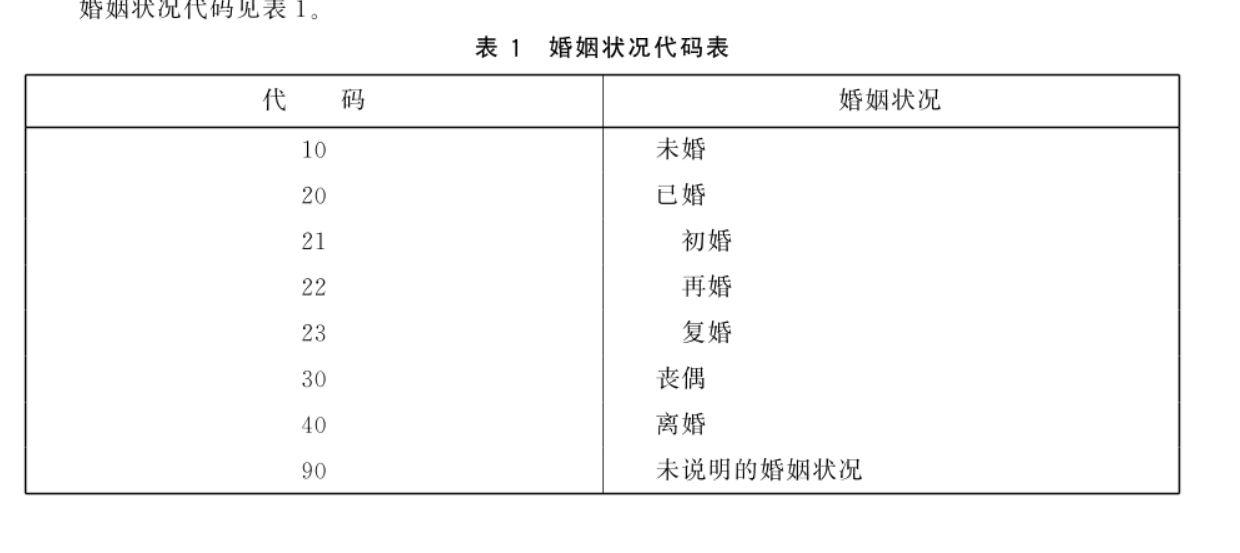 婚姻状况代码见表1。
表 1 婚姻状况代码表
代 码 婚姻状况
10 未婚
20 已婚
21 初婚
22 再婚
23 复婚
30 丧偶
40 离婚
90 未说明的婚姻状况